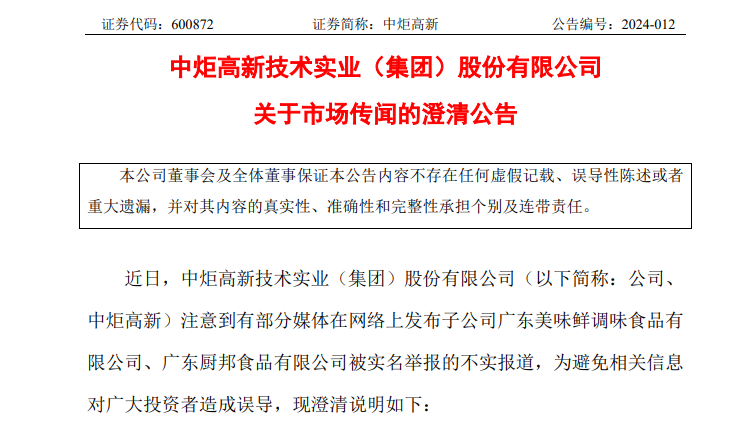 证券代码：600872 证券简称：中炬高新 公告编号：2024-012
中炬高新技术实业（集团）股份有限公司
关于市场传闻的澄清公告
本公司董事会及全体董事保证本公告内容不存在任何虚假记载、误导性陈述或者
重大遗漏，并对其内容的真实性、准确性和完整性承担个别及连带责任。
近日，中炬高新技术实业（集团）股份有限公司（以下简称：公司、
中炬高新）注意到有部分媒体在网络上发布子公司广东美味鲜调味食品有
限公司、广东厨邦食品有限公司被实名举报的不实报道，为避免相关信息
对广大投资者造成误导，现澄清说明如下：